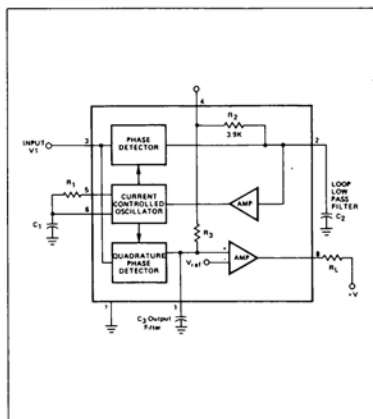 4
R2
3.9K
INPUT
V1
3
PHASE
DETECTOR
2
LOOP
LOW
PASS
FILTER
R1
5
6
CURRENT
CONTROLLED
OSCILLATOR
AMP
C2
C1
R3
QUADRATURE
PHASE
DETECTOR
Vref
AMP
8
RL
+V
1
C3 Output
Filter